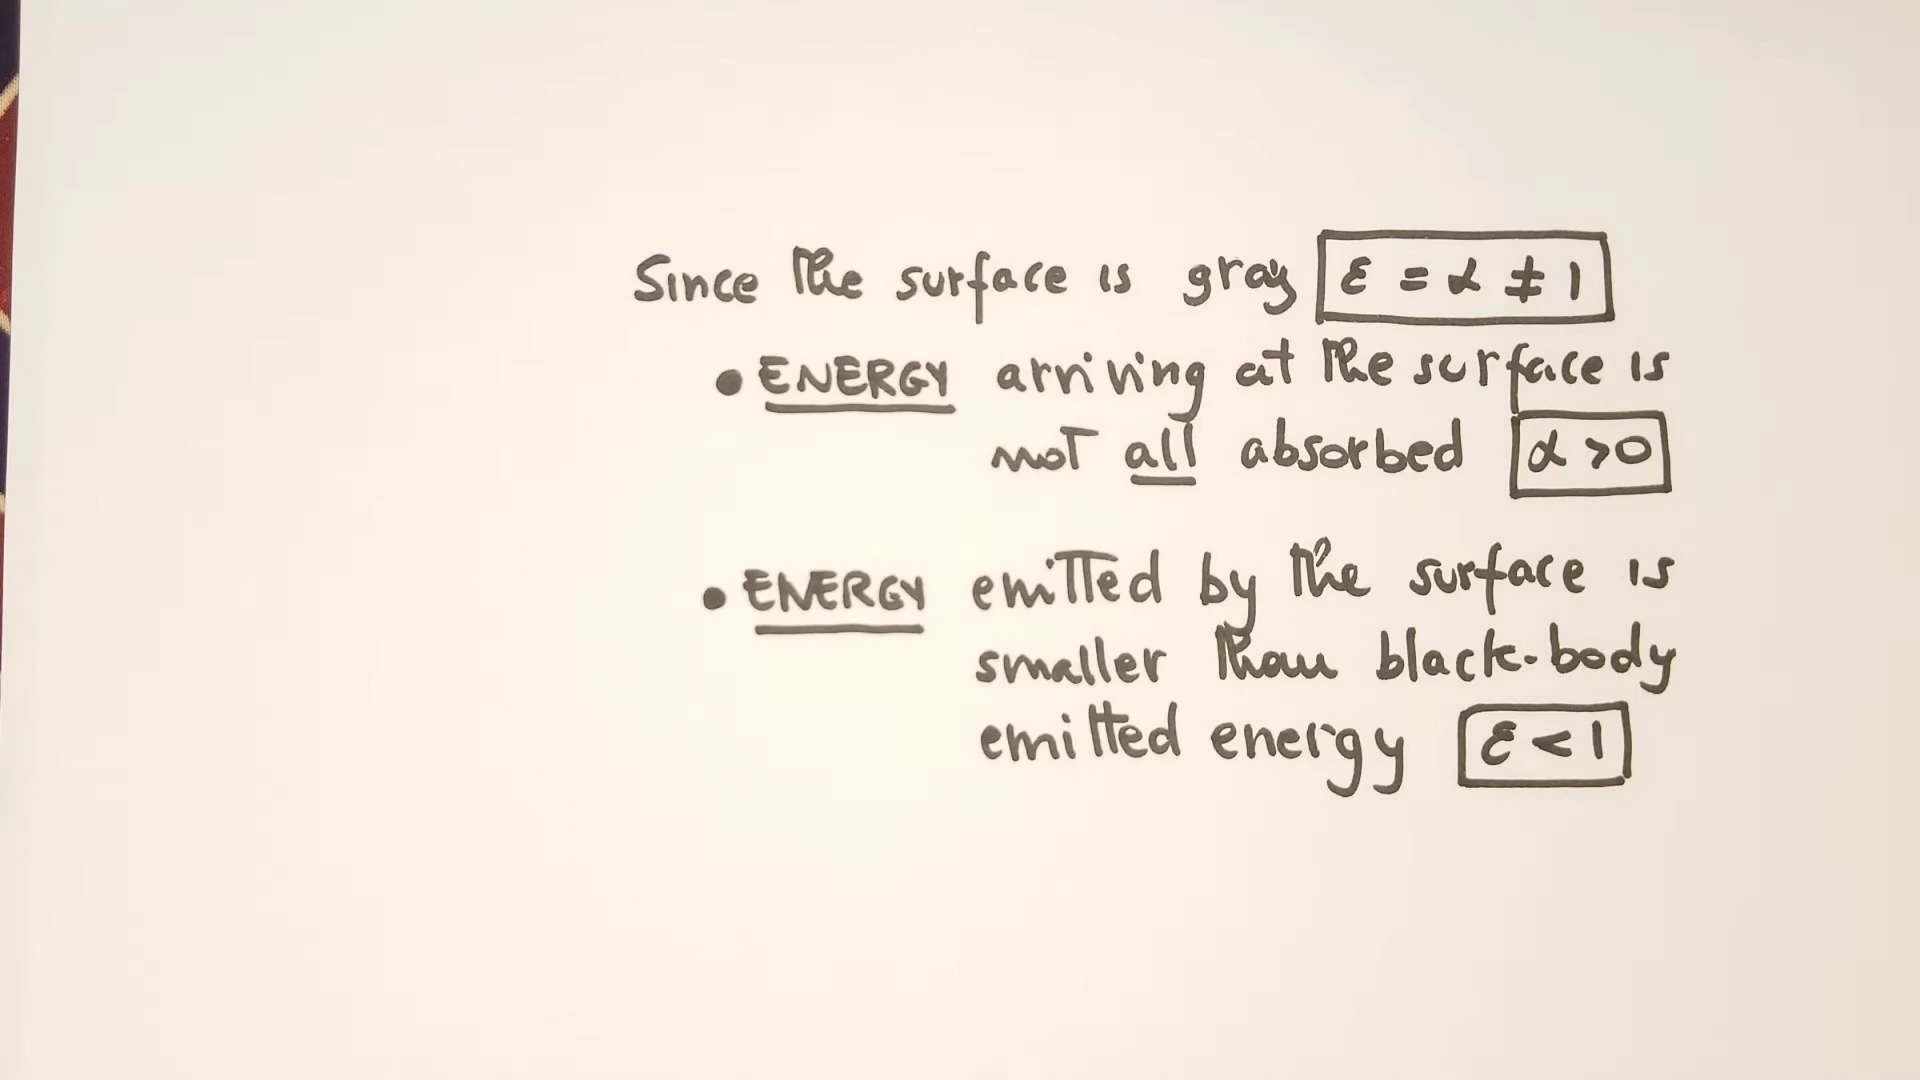 Since the surface is gray ε = α ≠ 1
• ENERGY arriving at the surface is
not all absorbed α > 0
• ENERGY emitted by the surface is
smaller than black-body
emitted energy ε < 1